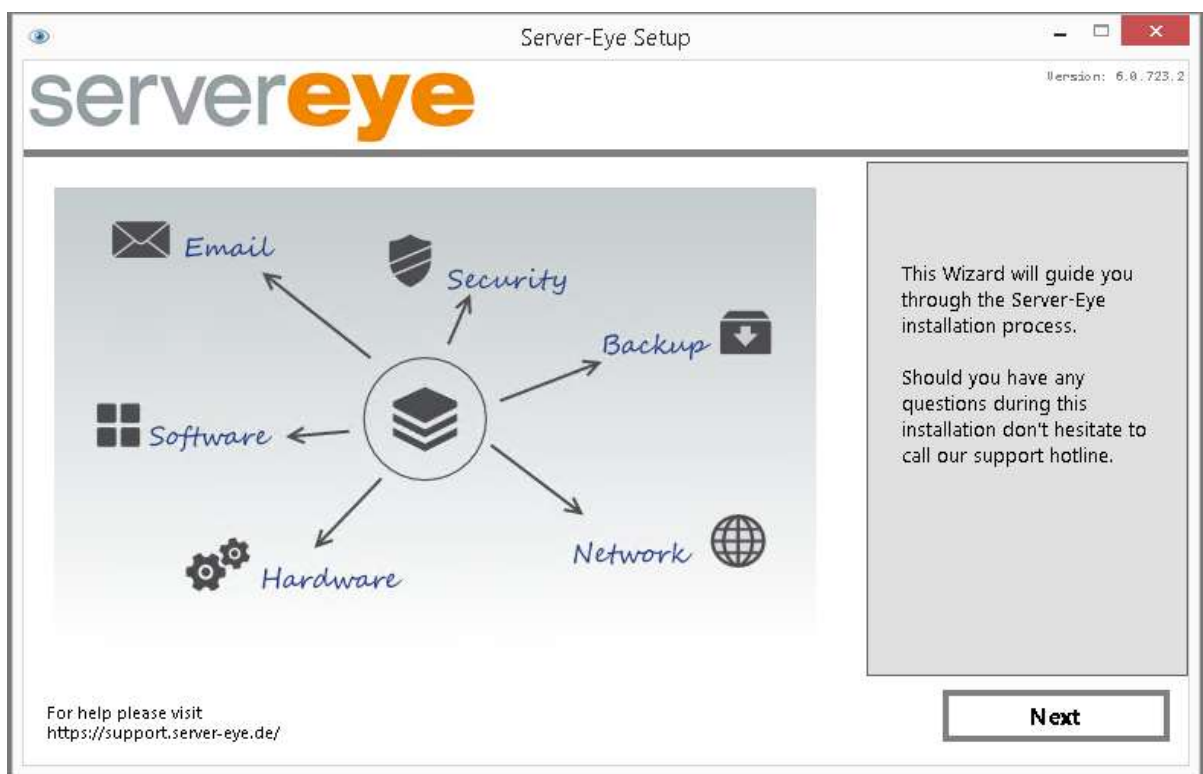 Server-Eye Setup
servereye
Version: 6.0.723.2
Email
Security
Backup
Software
Network
Hardware
This Wizard will guide you
through the Server-Eye
installation process.
Should you have any
questions during this
installation don't hesitate to
call our support hotline.
For help please visit
https://support.server-eye.de/
Next